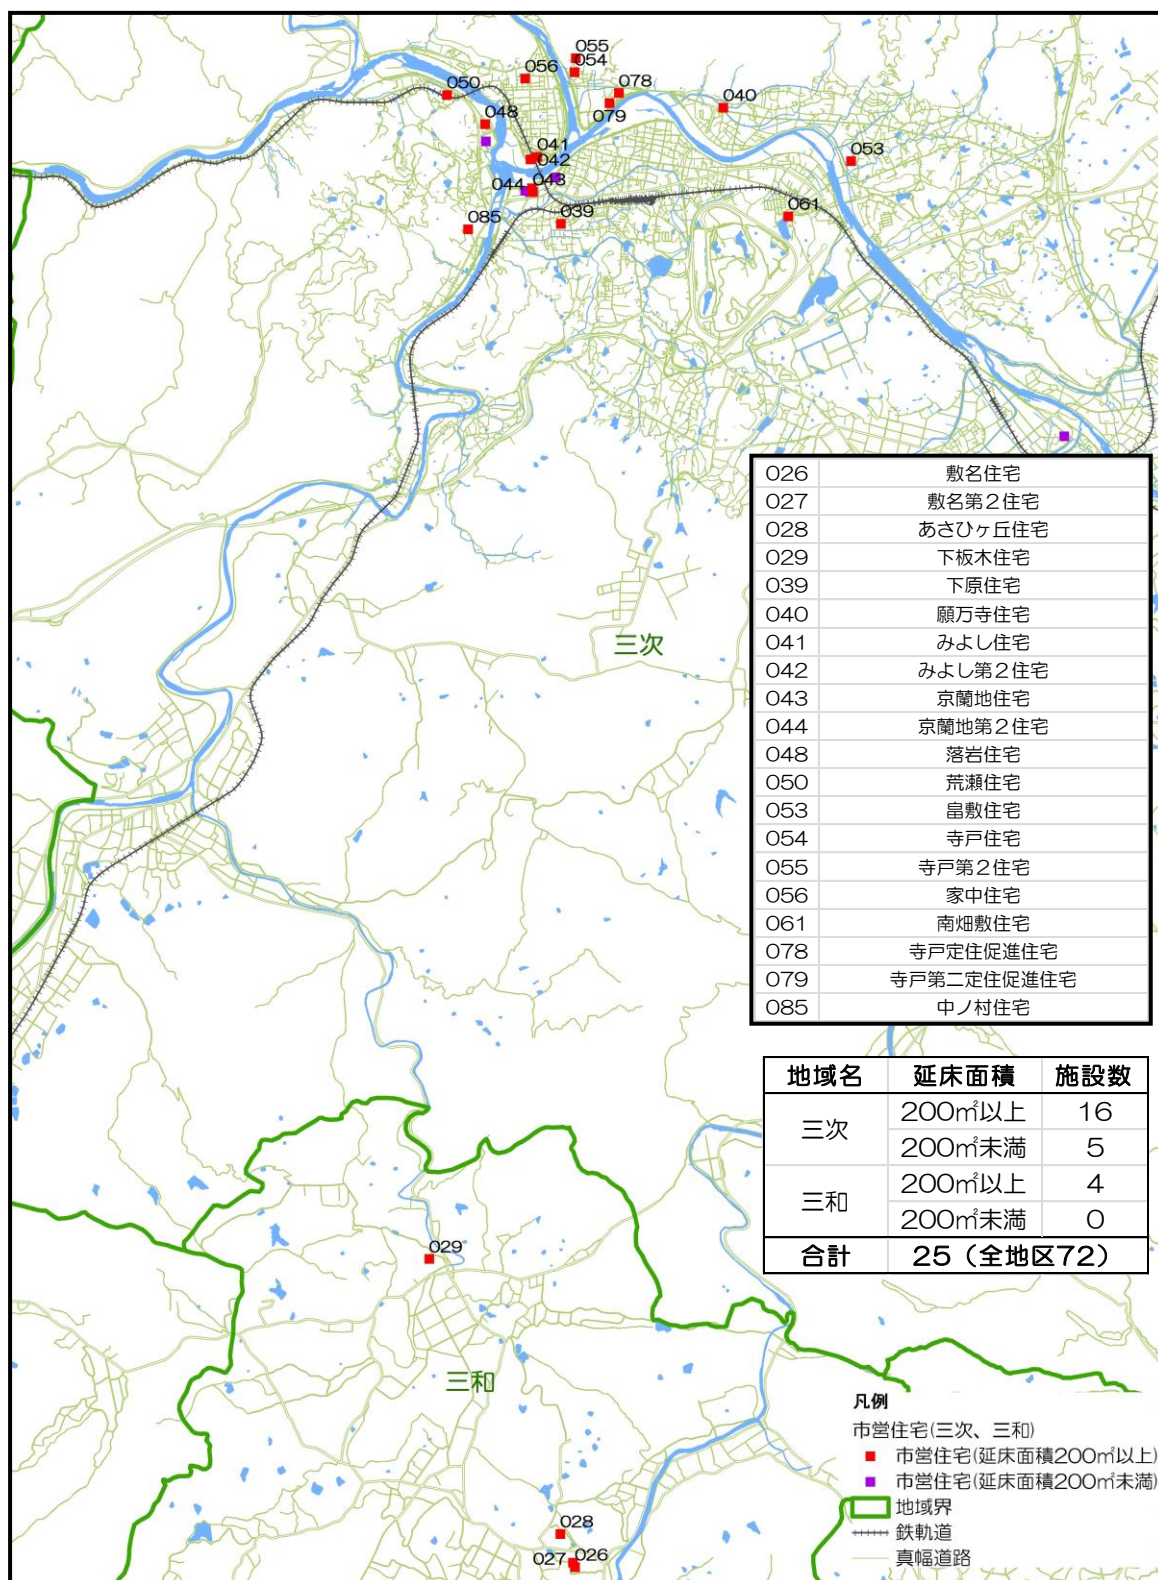 055
054
056
078
050
040
079
048
041
042
053
043
044
039
061
085
026 敷名住宅
027 敷名第２住宅
028 あさひヶ丘住宅
029 下板木住宅
039 下原住宅
040 願万寺住宅
041 みよし住宅
042 みよし第２住宅
043 京蘭地住宅
044 京蘭地第２住宅
048 落岩住宅
050 荒瀬住宅
053 畠敷住宅
054 寺戸住宅
055 寺戸第２住宅
056 家中住宅
061 南畑敷住宅
078 寺戸定住促進住宅
079 寺戸第二定住促進住宅
085 中ノ村住宅
三次
地域名 延床面積 施設数
三次 200㎡以上 16
200㎡未満 5
三和 200㎡以上 4
200㎡未満 0
合計 25（全地区72）
029
三和
凡例
市営住宅(三次、三和)
市営住宅(延床面積200㎡以上)
市営住宅(延床面積200㎡未満)
地域界
鉄軌道
真幅道路
028
027 026